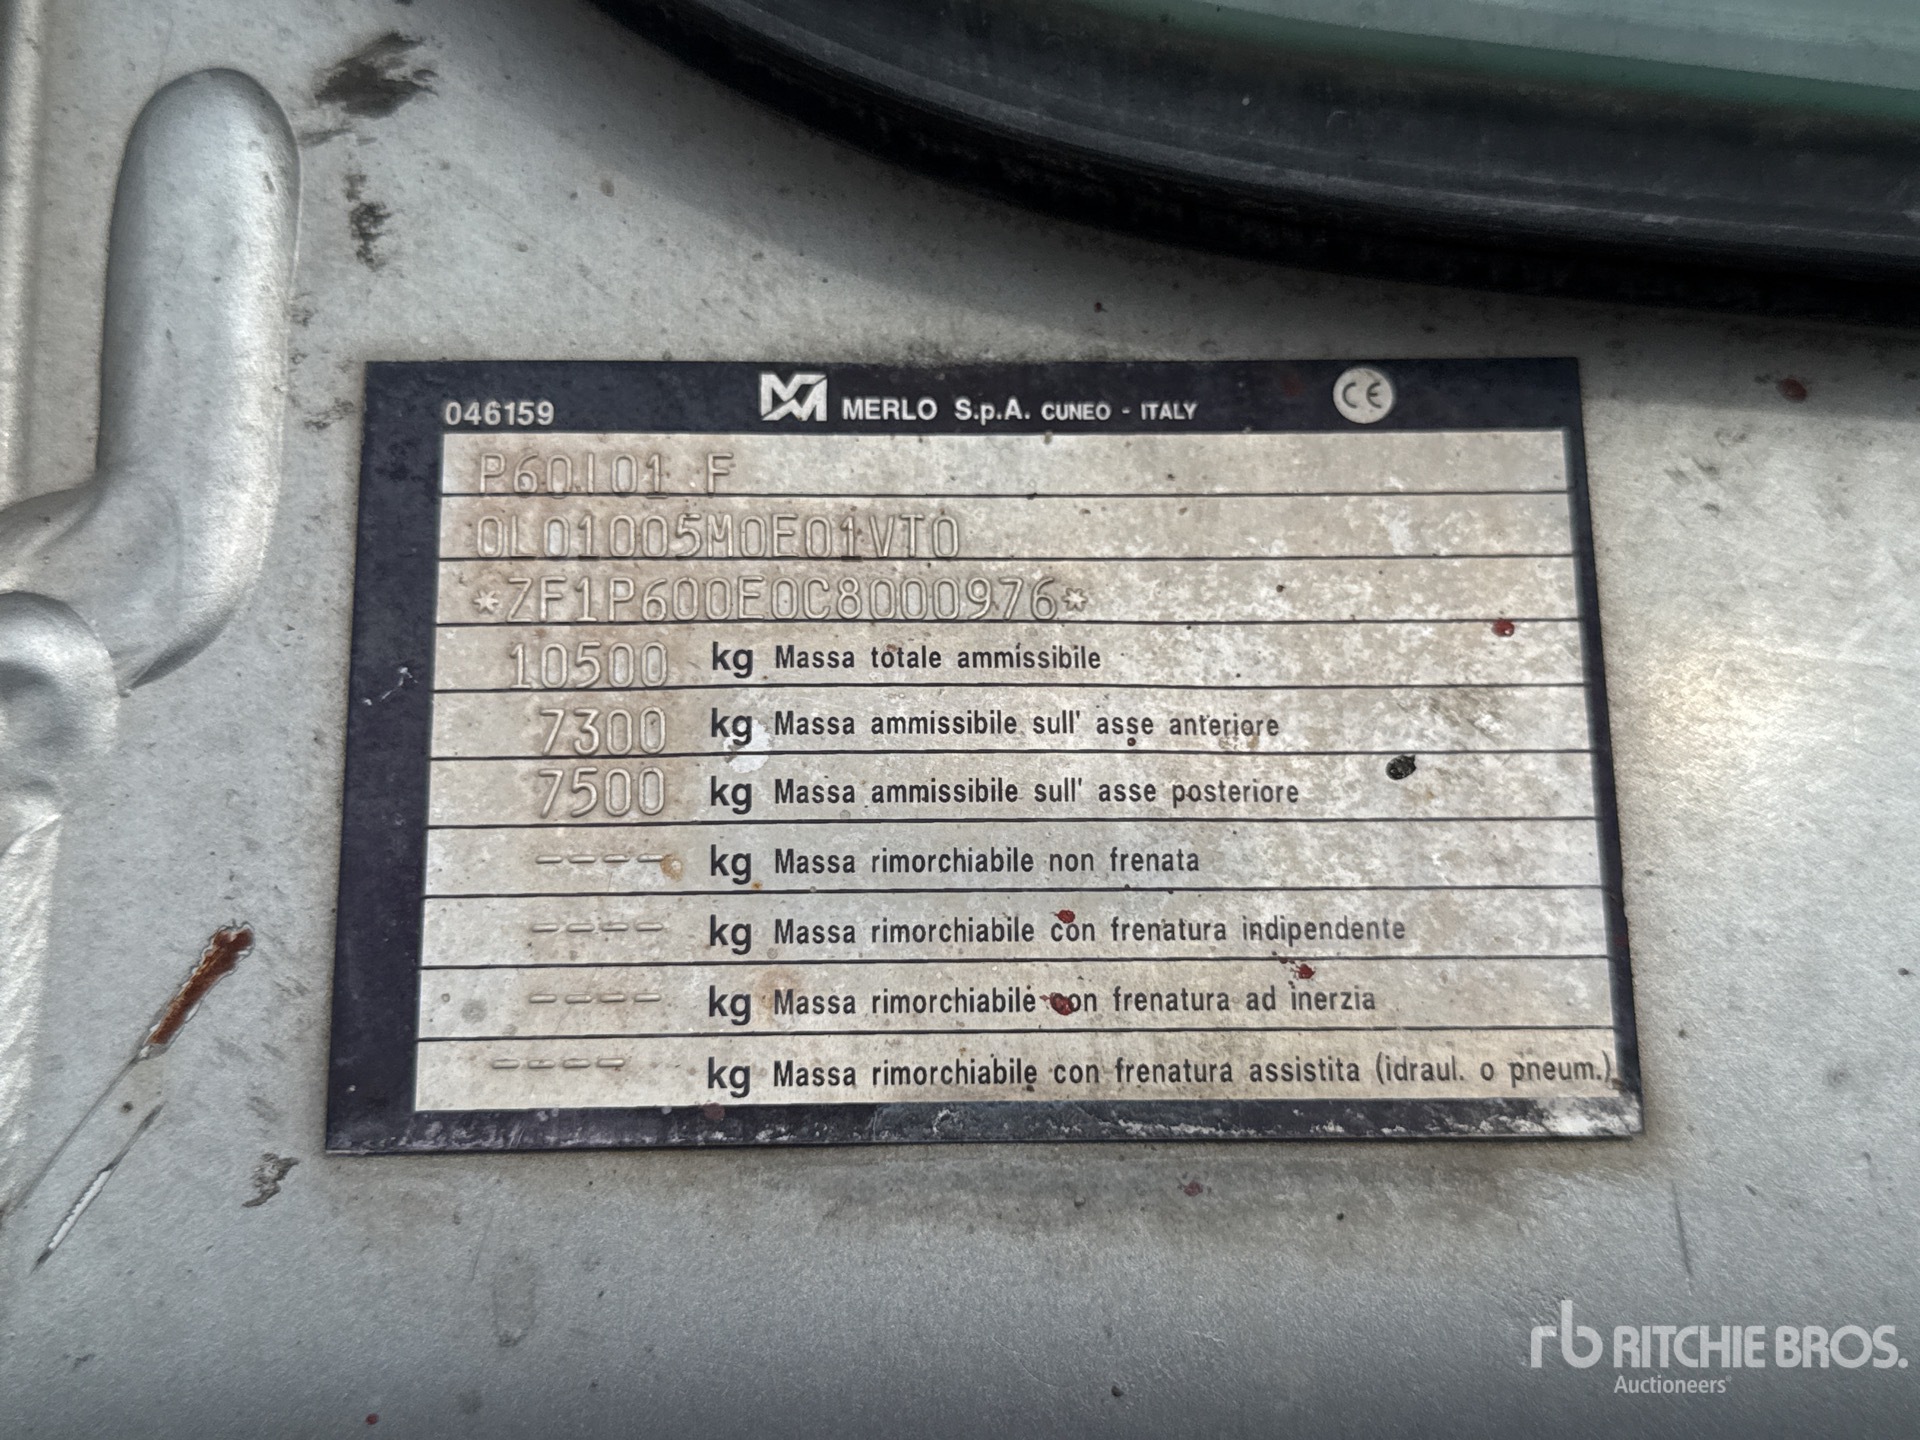 046159 MERLO S.p.A. CUNEO - ITALY CE
P60101 F
0L01005M0E01VT0
*ZF1P600E0C8000976*
10500 kg Massa totale ammissibile
7300 kg Massa ammissibile sull' asse anteriore
7500 kg Massa ammissibile sull' asse posteriore
---- kg Massa rimorchiabile non frenata
---- kg Massa rimorchiabile con frenatura indipendente
---- kg Massa rimorchiabile con frenatura ad inerzia
---- kg Massa rimorchiabile con frenatura assistita (idraul. o pneum.)
rb RITCHIE BROS.
Auctioneers